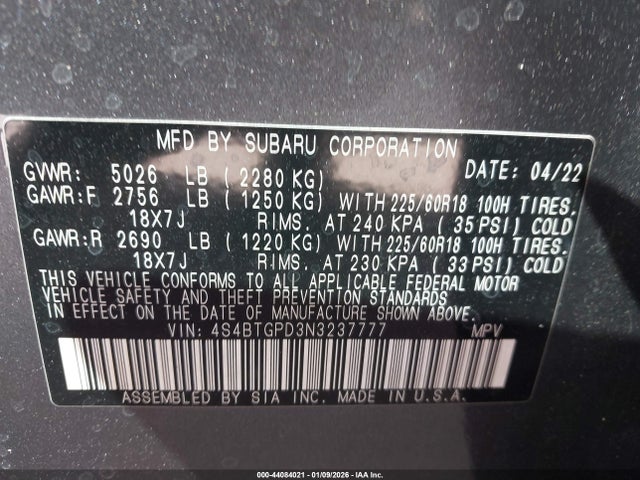 MFD BY SUBARU CORPORATION
GVWR: 5026 LB ( 2280 KG) DATE: 04/22
GAWR:F 2756 LB ( 1250 KG) WITH 225/60R18 100H TIRES.
18X7J RIMS. AT 240 KPA ( 35 PSI) COLD
GAWR:R 2690 LB ( 1220 KG) WITH 225/60R18 100H TIRES.
18X7J RIMS. AT 230 KPA ( 33 PSI) COLD
THIS VEHICLE CONFORMS TO ALL APPLICABLE FEDERAL MOTOR
VEHICLE SAFETY AND THEFT PREVENTION STANDARDS
IN EFFECT ON THE DATE OF MANUFACTURE SHOWN ABOVE.
VIN: 4S4BTGPD3N3237777 MPV
ASSEMBLED BY SIA INC. MADE IN U.S.A.
000-44084021 | 01/09/2026 - IAA Inc.